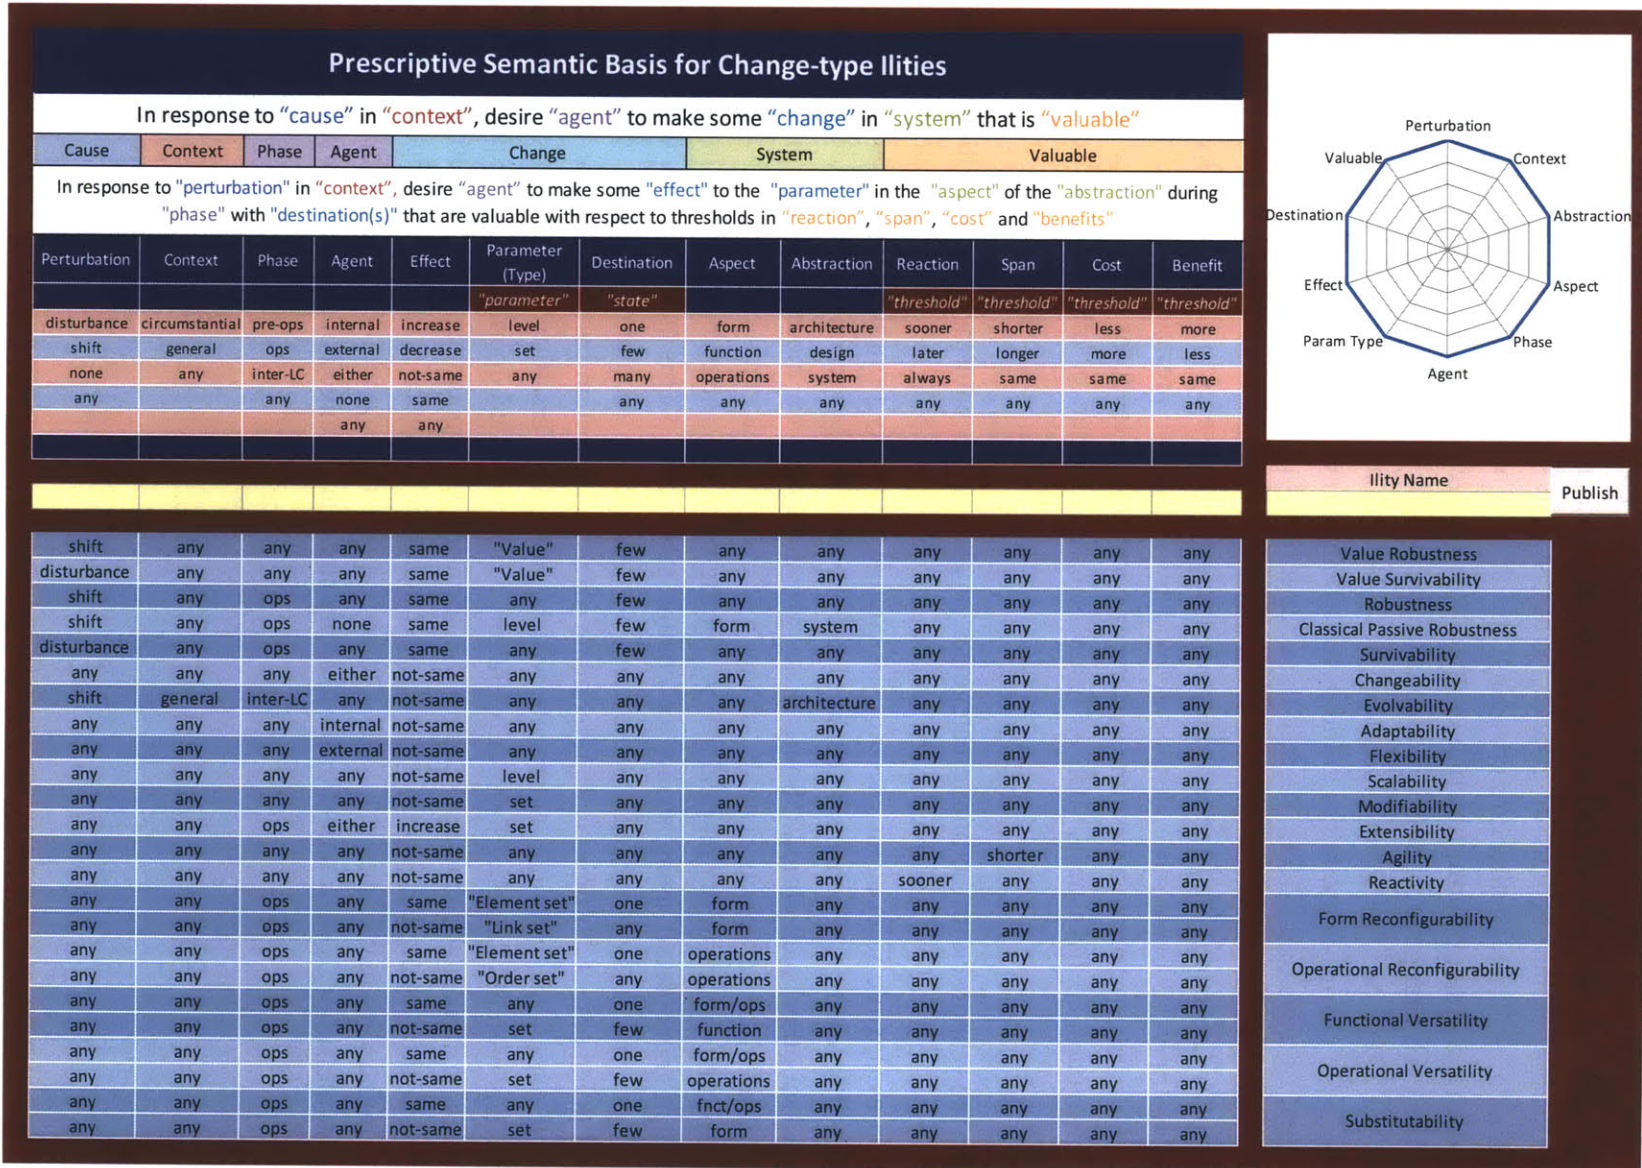 Prescriptive Semantic Basis for Change-type Ilities
In response to "cause" in "context", desire "agent" to make some "change" in "system" that is "valuable"
Cause Context Phase Agent Change System Valuable
In response to "perturbation" in "context", desire "agent" to make some "effect" to the "parameter" in the "aspect" of the "abstraction" during
"phase" with "destination(s)" that are valuable with respect to thresholds in "reaction", "span", "cost" and "benefits"
Perturbation Context Phase Agent Effect Parameter (Type) Destination Aspect Abstraction Reaction Span Cost Benefit
"parameter" "state" "threshold" "threshold" "threshold" "threshold"
disturbance circumstantial pre-ops internal increase level one form architecture sooner shorter less more
shift general ops external decrease set few function design later longer more less
none any inter-LC either not-same any many operations system always same same same
any any none same any any any any any any any
any any
Perturbation
Valuable Context
Destination Abstraction
Effect Aspect
Param Type Phase
Agent
Ility Name
Publish
shift any any any same "Value" few any any any any any any Value Robustness
disturbance any any any same "Value" few any any any any any any Value Survivability
shift any ops any same any few any any any any any any Robustness
shift any ops none same level few form system any any any any Classical Passive Robustness
disturbance any ops any same any few any any any any any any Survivability
any any any either not-same any any any any any any any any Changeability
shift general inter-LC any not-same any any any architecture any any any any Evolvability
any any any internal not-same any any any any any any any any Adaptability
any any any external not-same any any any any any any any any Flexibility
any any any any not-same level any any any any any any any Scalability
any any any any not-same set any any any any any any any Modifiability
any any ops either increase set any any any any any any any Extensibility
any any any any not-same any any any any any shorter any any Agility
any any any any not-same any any any any sooner any any any Reactivity
any any ops any same "Element set" one form any any any any any
Form Reconfigurability
any any ops any not-same "Link set" any form any any any any any
any any ops any same "Element set" one operations any any any any any
Operational Reconfigurability
any any ops any not-same "Order set" any operations any any any any any
any any ops any same any one form/ops any any any any any
Functional Versatility
any any ops any not-same set few function any any any any any
any any ops any same any one form/ops any any any any any
Operational Versatility
any any ops any not-same set few operations any any any any any
any any ops any same any one fnct/ops any any any any any
Substitutability
any any ops any not-same set few form any any any any any